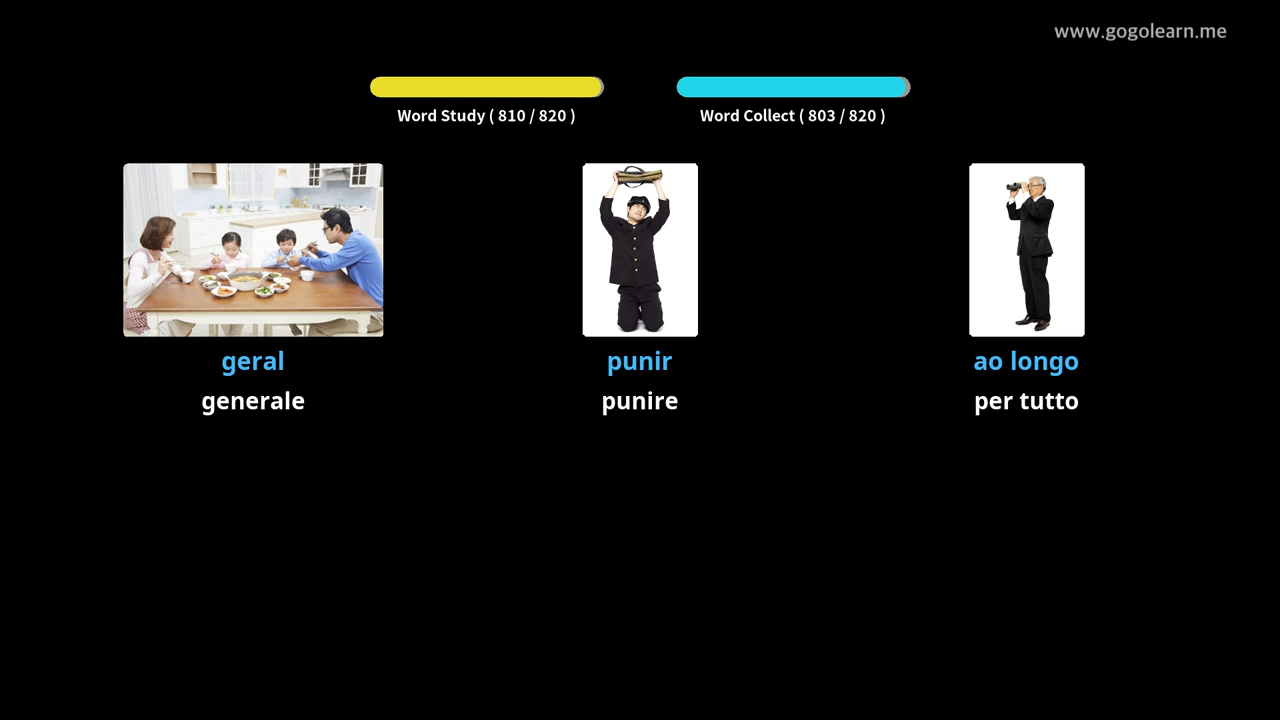 www.gogolearn.me
Word Study ( 810 / 820 )
Word Collect ( 803 / 820 )
geral
punir
ao longo
generale
punire
per tutto